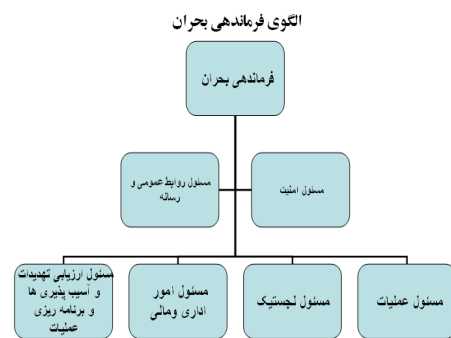 الگوی فرماندهی بحران
فرماندهی بحران
مسئول امنیت
مسئول روابط عمومی و
رسانه
مسئول عملیات
مسئول لجستیک
مسئول امور
اداری ومالی
مسئول ارزیابی تهدیدات
و آسیب پذیری ها
و برنامه ریزی
عملیات